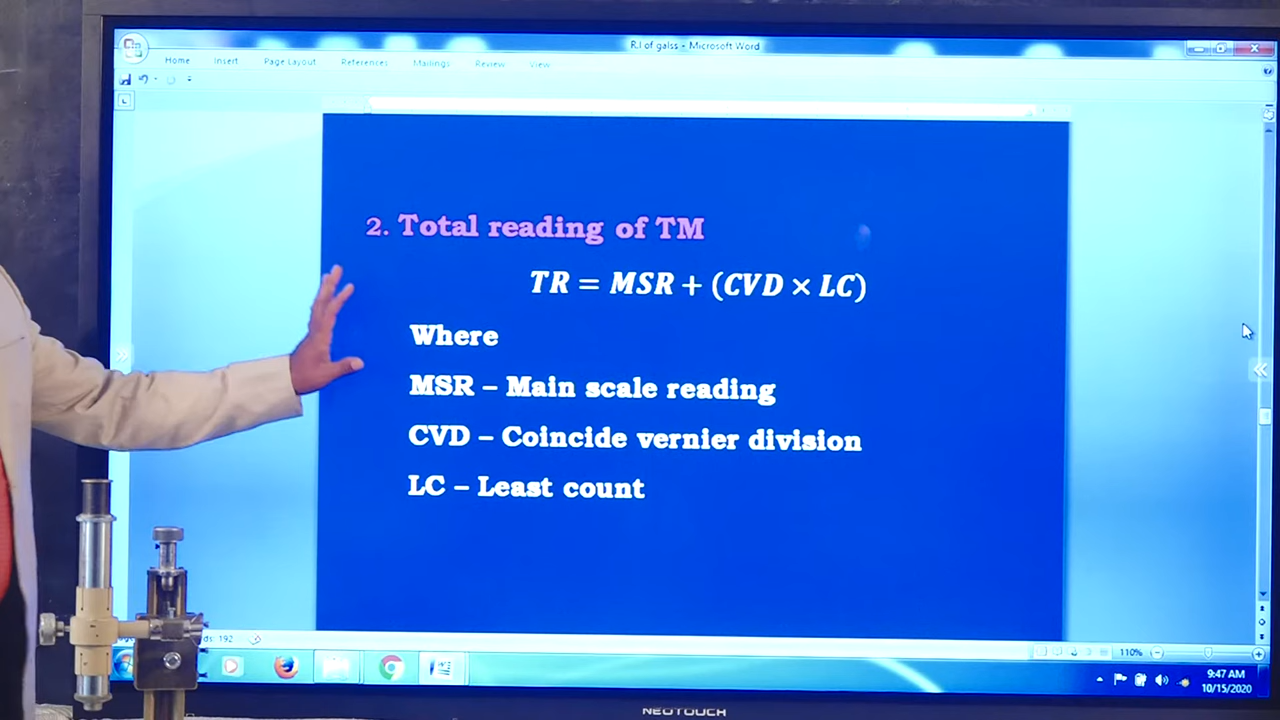 R.I of galss - Microsoft Word
Home Insert Page Layout References Mailings Review View
2. Total reading of TM
TR = MSR + (CVD × LC)
Where
MSR – Main scale reading
CVD – Coincide vernier division
LC – Least count
ds: 192
110%
9:47 AM
10/15/2020
NEOTOUCH